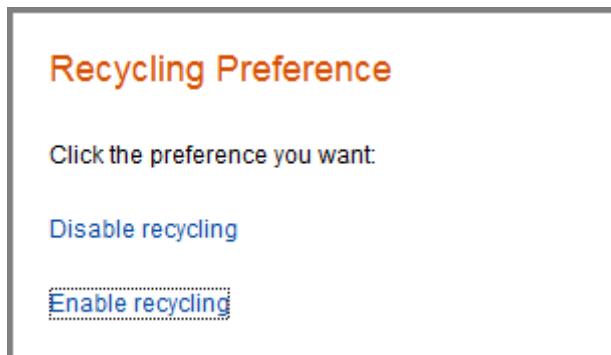 Recycling Preference
Click the preference you want:
Disable recycling
Enable recycling